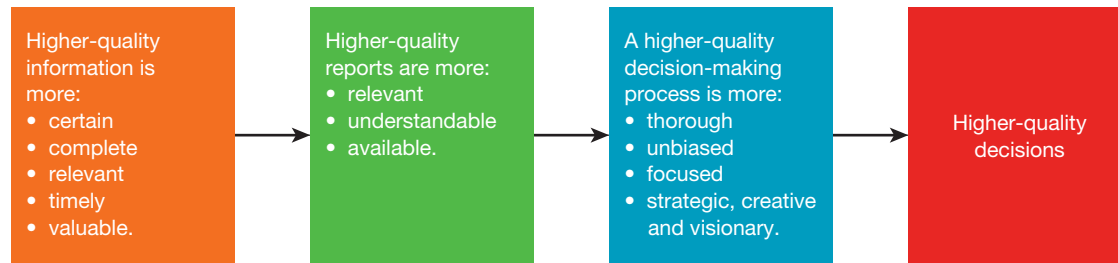 Higher-quality
information is
more:
• certain
• complete
• relevant
• timely
• valuable.
Higher-quality
reports are more:
• relevant
• understandable
• available.
A higher-quality
decision-making
process is more:
• thorough
• unbiased
• focused
• strategic, creative
and visionary.
Higher-quality
decisions